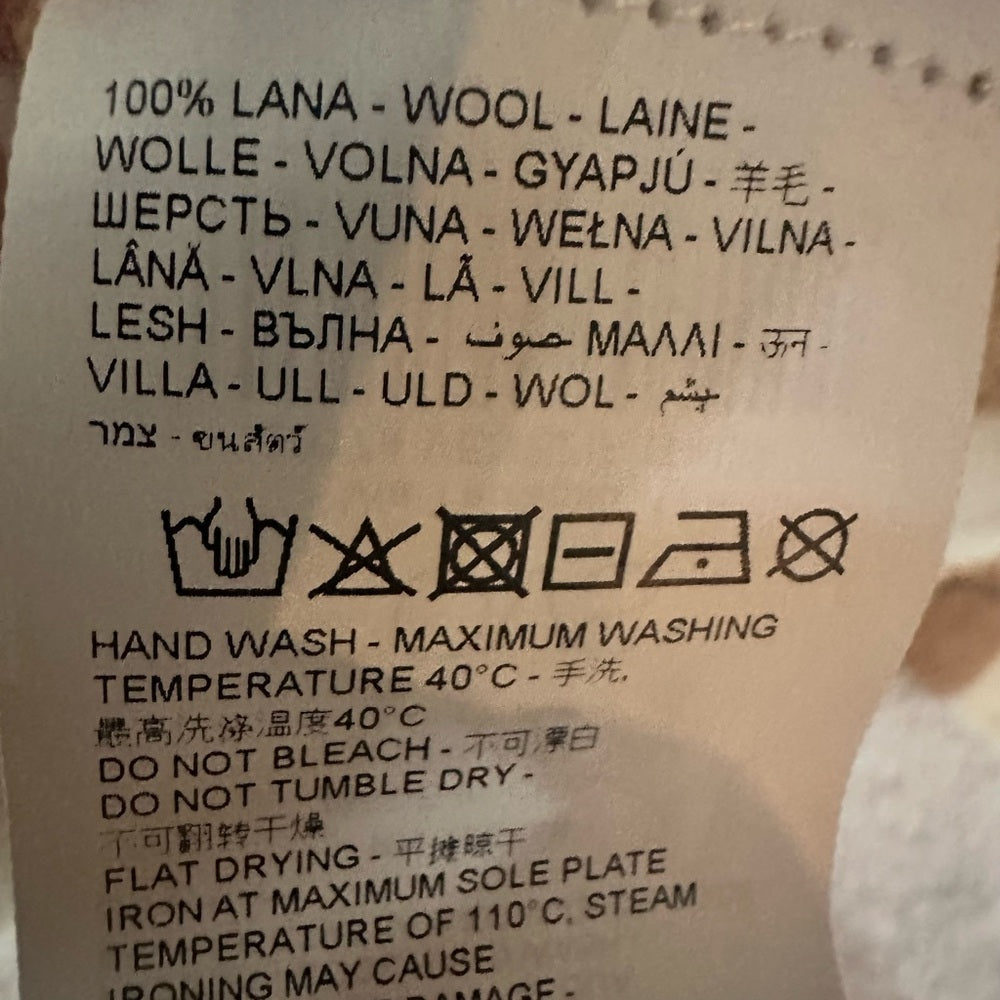 100% LANA - WOOL - LAINE -
WOLLE - VOLNA - GYAPJÚ - 羊毛 -
ШЕРСТЬ - VUNA - WEŁNA - VILNA -
LÂNĂ - VLNA - LÃ - VILL -
LESH - ВЪЛНА - صوف ΜΑΛΛΙ - ऊन -
VILLA - ULL - ULD - WOL - پشم
צמר - ขนสัตว์
HAND WASH - MAXIMUM WASHING
TEMPERATURE 40°C - 手洗.
最高洗涤温度40°C
DO NOT BLEACH - 不可漂白
DO NOT TUMBLE DRY -
不可翻转干燥
FLAT DRYING - 平摊晾干
IRON AT MAXIMUM SOLE PLATE
TEMPERATURE OF 110°C, STEAM
IRONING MAY CAUSE
DAMAGE -